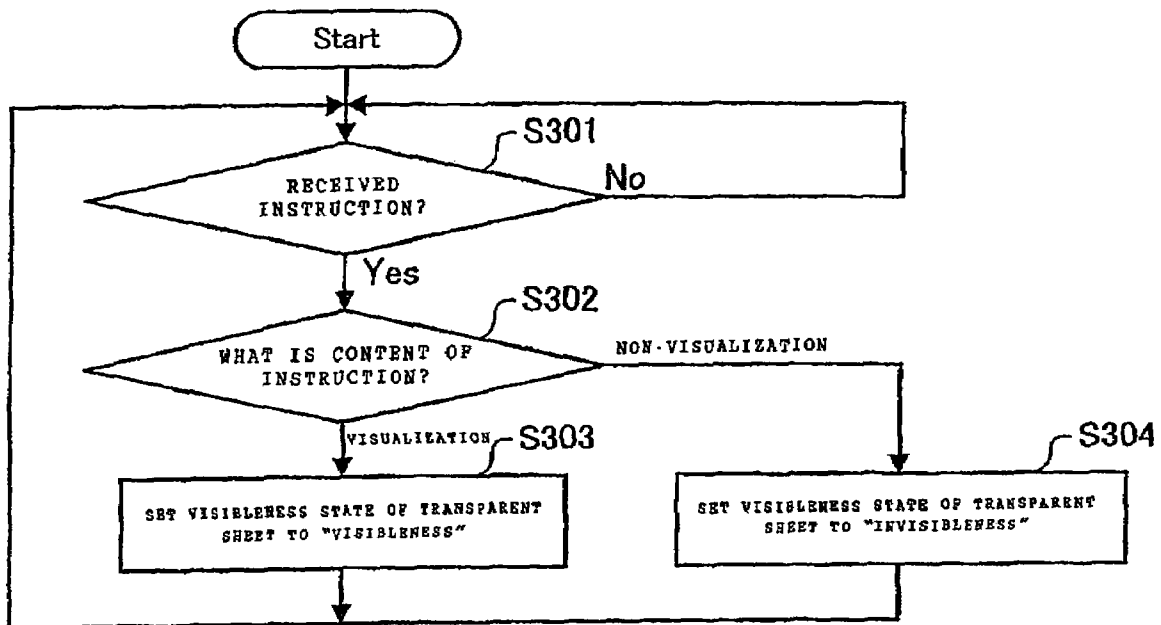 Start
S301
RECEIVED
INSTRUCTION?
No
Yes
S302
WHAT IS CONTENT OF
INSTRUCTION?
NON-VISUALIZATION
VISUALIZATION
S303
S304
SET VISIBLENESS STATE OF TRANSPARENT
SHEET TO "VISIBLENESS"
SET VISIBLENESS STATE OF TRANSPARENT
SHEET TO "INVISIBLENESS"